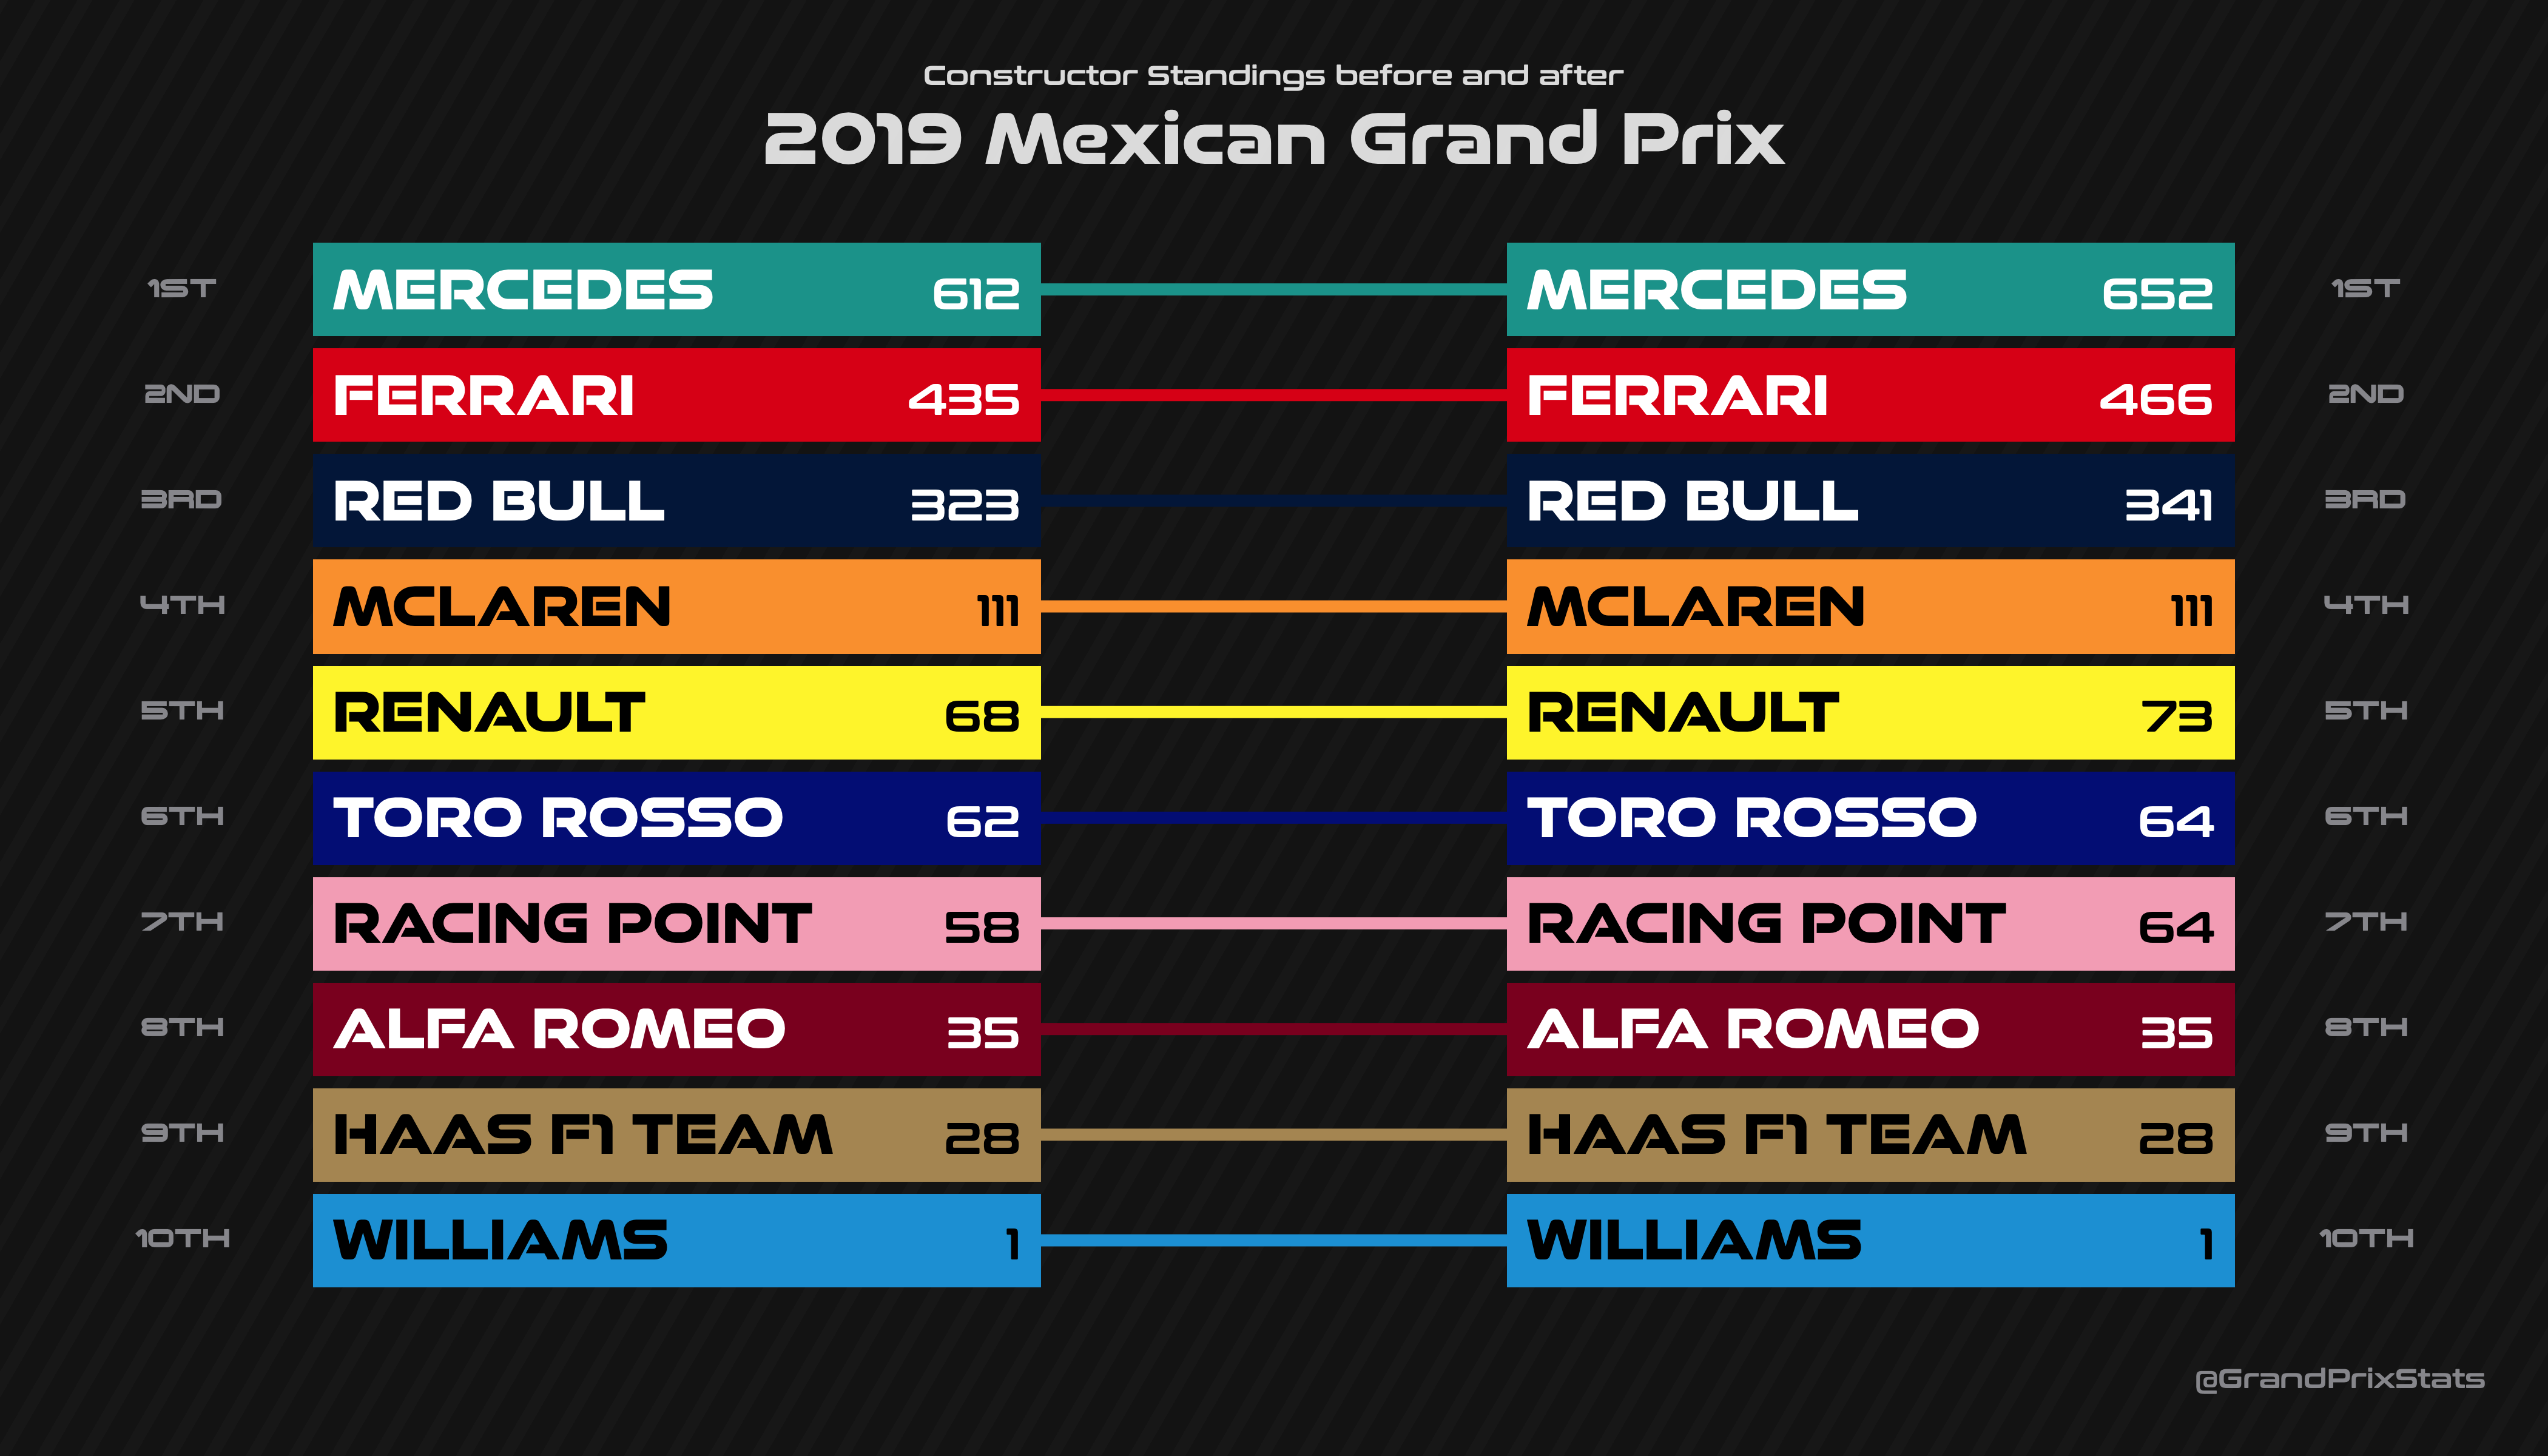 Constructor Standings before and after
2019 Mexican Grand Prix
1ST MERCEDES 612 MERCEDES 652 1ST
2ND FERRARI 435 FERRARI 466 2ND
3RD RED BULL 323 RED BULL 341 3RD
4TH MCLAREN 111 MCLAREN 111 4TH
5TH RENAULT 68 RENAULT 73 5TH
6TH TORO ROSSO 62 TORO ROSSO 64 6TH
7TH RACING POINT 58 RACING POINT 64 7TH
8TH ALFA ROMEO 35 ALFA ROMEO 35 8TH
9TH HAAS F1 TEAM 28 HAAS F1 TEAM 28 9TH
10TH WILLIAMS 1 WILLIAMS 1 10TH
@GrandPrixStats